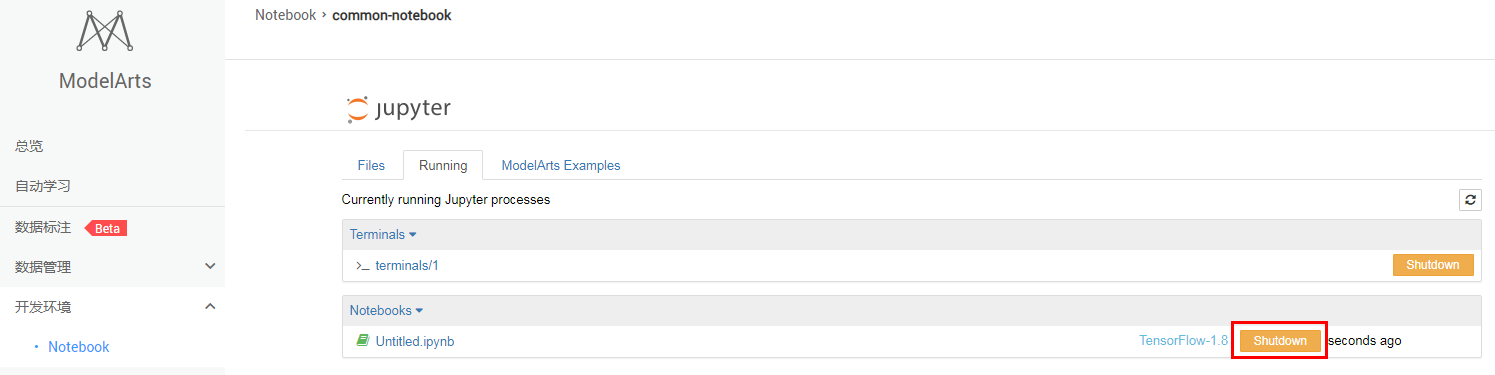 ModelArts
总览
自动学习
数据标注 Beta
数据管理
开发环境
Notebook
Notebook › common-notebook
jupyter
Files Running ModelArts Examples
Currently running Jupyter processes
Terminals
>_ terminals/1 Shutdown
Notebooks
Untitled.ipynb TensorFlow-1.8 Shutdown seconds ago